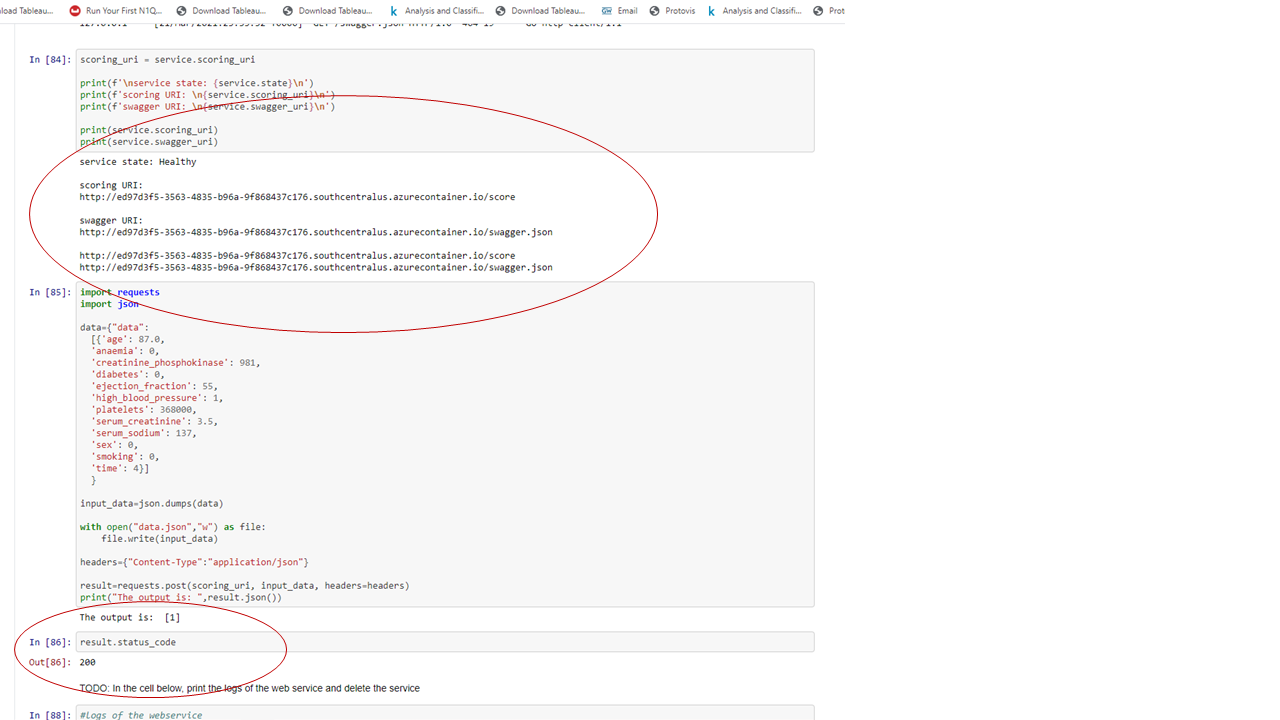 nload Tableau... Run Your First N1Q... Download Tableau... Download Tableau... Analysis and Classifi... Download Tableau... Email Protovis Analysis and Classifi... Prot
In [84]: scoring_uri = service.scoring_uri
print(f'\nservice state: {service.state}\n')
print(f'scoring URI: \n{service.scoring_uri}\n')
print(f'swagger URI: \n{service.swagger_uri}\n')
print(service.scoring_uri)
print(service.swagger_uri)
service state: Healthy
scoring URI:
http://ed97d3f5-3563-4835-b96a-9f868437c176.southcentralus.azurecontainer.io/score
swagger URI:
http://ed97d3f5-3563-4835-b96a-9f868437c176.southcentralus.azurecontainer.io/swagger.json
http://ed97d3f5-3563-4835-b96a-9f868437c176.southcentralus.azurecontainer.io/score
http://ed97d3f5-3563-4835-b96a-9f868437c176.southcentralus.azurecontainer.io/swagger.json
In [85]: import requests
import json
data={"data":
[{'age': 87.0,
'anaemia': 0,
'creatinine_phosphokinase': 981,
'diabetes': 0,
'ejection_fraction': 55,
'high_blood_pressure': 1,
'platelets': 368000,
'serum_creatinine': 3.5,
'serum_sodium': 137,
'sex': 0,
'smoking': 0,
'time': 4}]
}
input_data=json.dumps(data)
with open("data.json","w") as file:
file.write(input_data)
headers={"Content-Type":"application/json"}
result=requests.post(scoring_uri, input_data, headers=headers)
print("The output is: ",result.json())
The output is:  [1]
In [86]: result.status_code
Out[86]: 200
TODO: In the cell below, print the logs of the web service and delete the service
In [88]: #Logs of the webservice